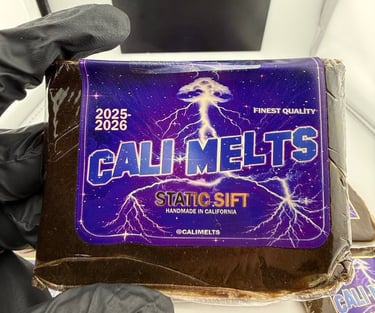 2025-
2026
FINEST QUALITY
CALI MELTS
STATIC SIFT
HANDMADE IN CALIFORNIA
@CALIMELTS